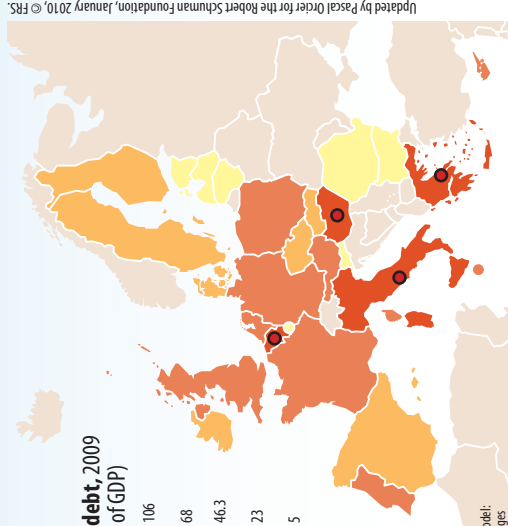 debt, 2009
of GDP)
106
68
46.3
23
5
odel:
ges
Updated by Pascal Orcier for the Robert Schuman Foundation, January 2010, © FRS.